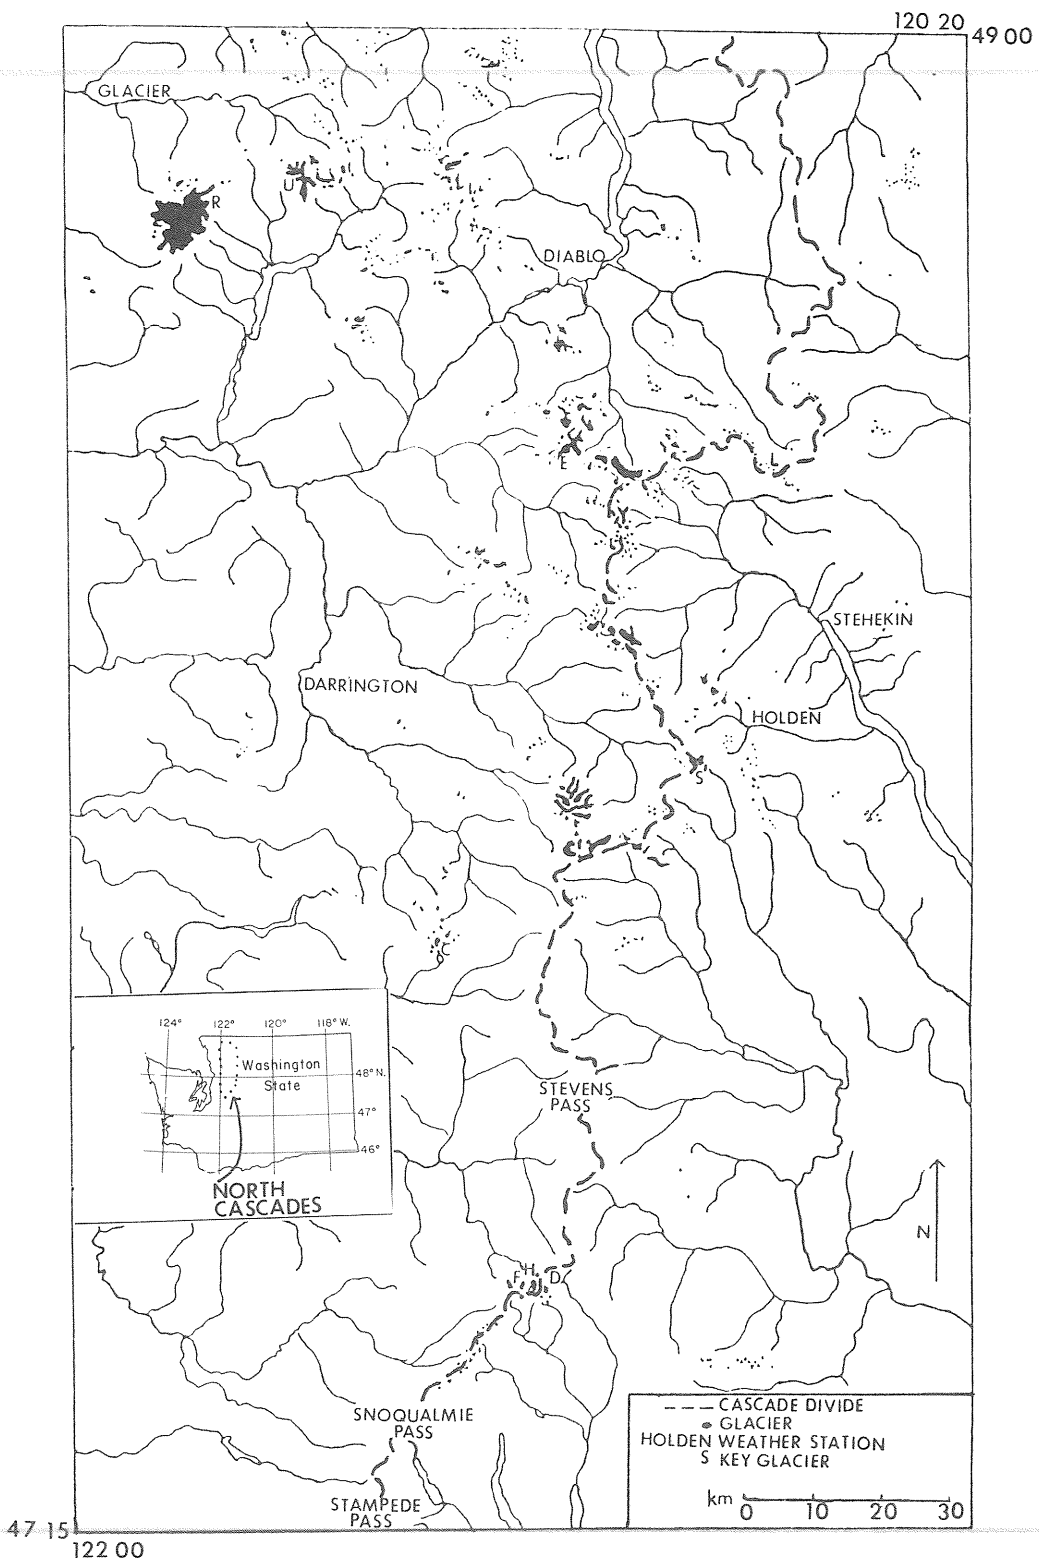 120 20
49 00
GLACIER
U
R
DIABLO
E
L
STEHEKIN
DARRINGTON
HOLDEN
S
C
124° 122° 120° 118° W.
Washington
State
48° N.
47°
46°
NORTH
CASCADES
STEVENS
PASS
N
H
F D
SNOQUALMIE
PASS
STAMPEDE
PASS
CASCADE DIVIDE
GLACIER
HOLDEN WEATHER STATION
S KEY GLACIER
km
0 10 20 30
47 15
122 00